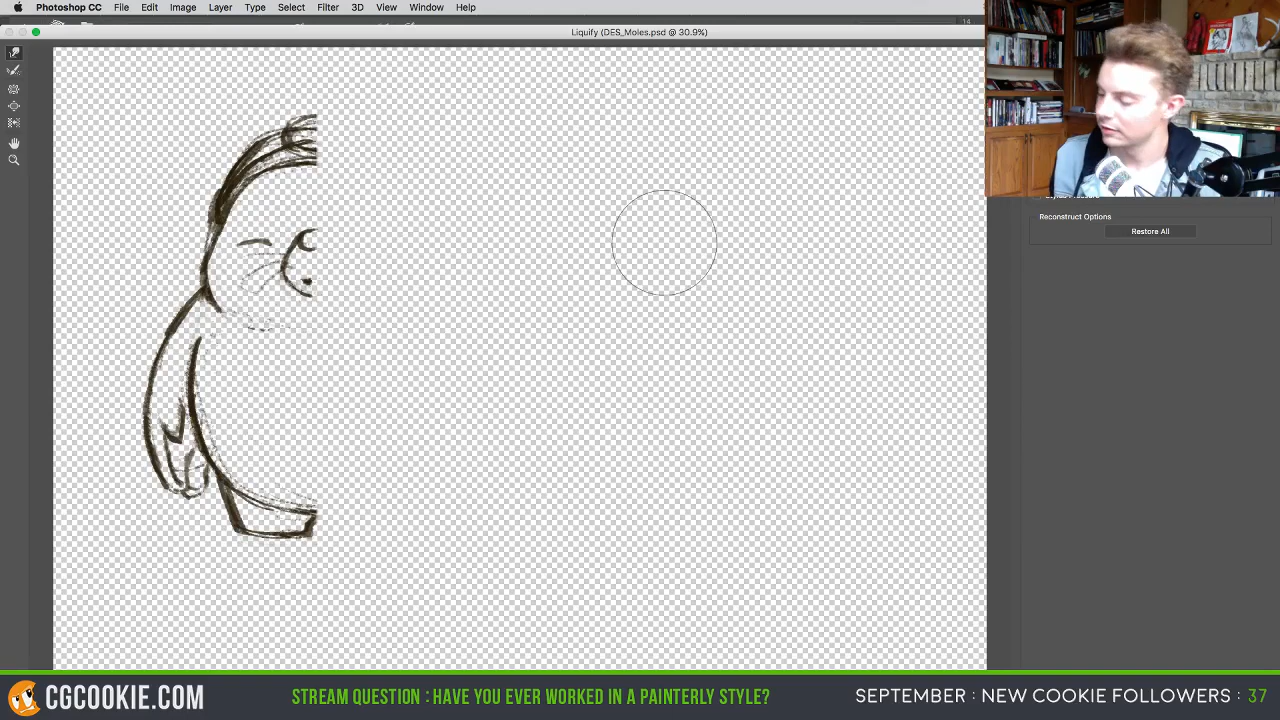 Photoshop CC File Edit Image Layer Type Select Filter 3D View Window Help
14
Liquify (DES_Moles.psd @ 30.9%)
Reconstruct Options
Restore All
CGCOOKIE.COM
STREAM QUESTION : HAVE YOU EVER WORKED IN A PAINTERLY STYLE?
SEPTEMBER : NEW COOKIE FOLLOWERS : 37